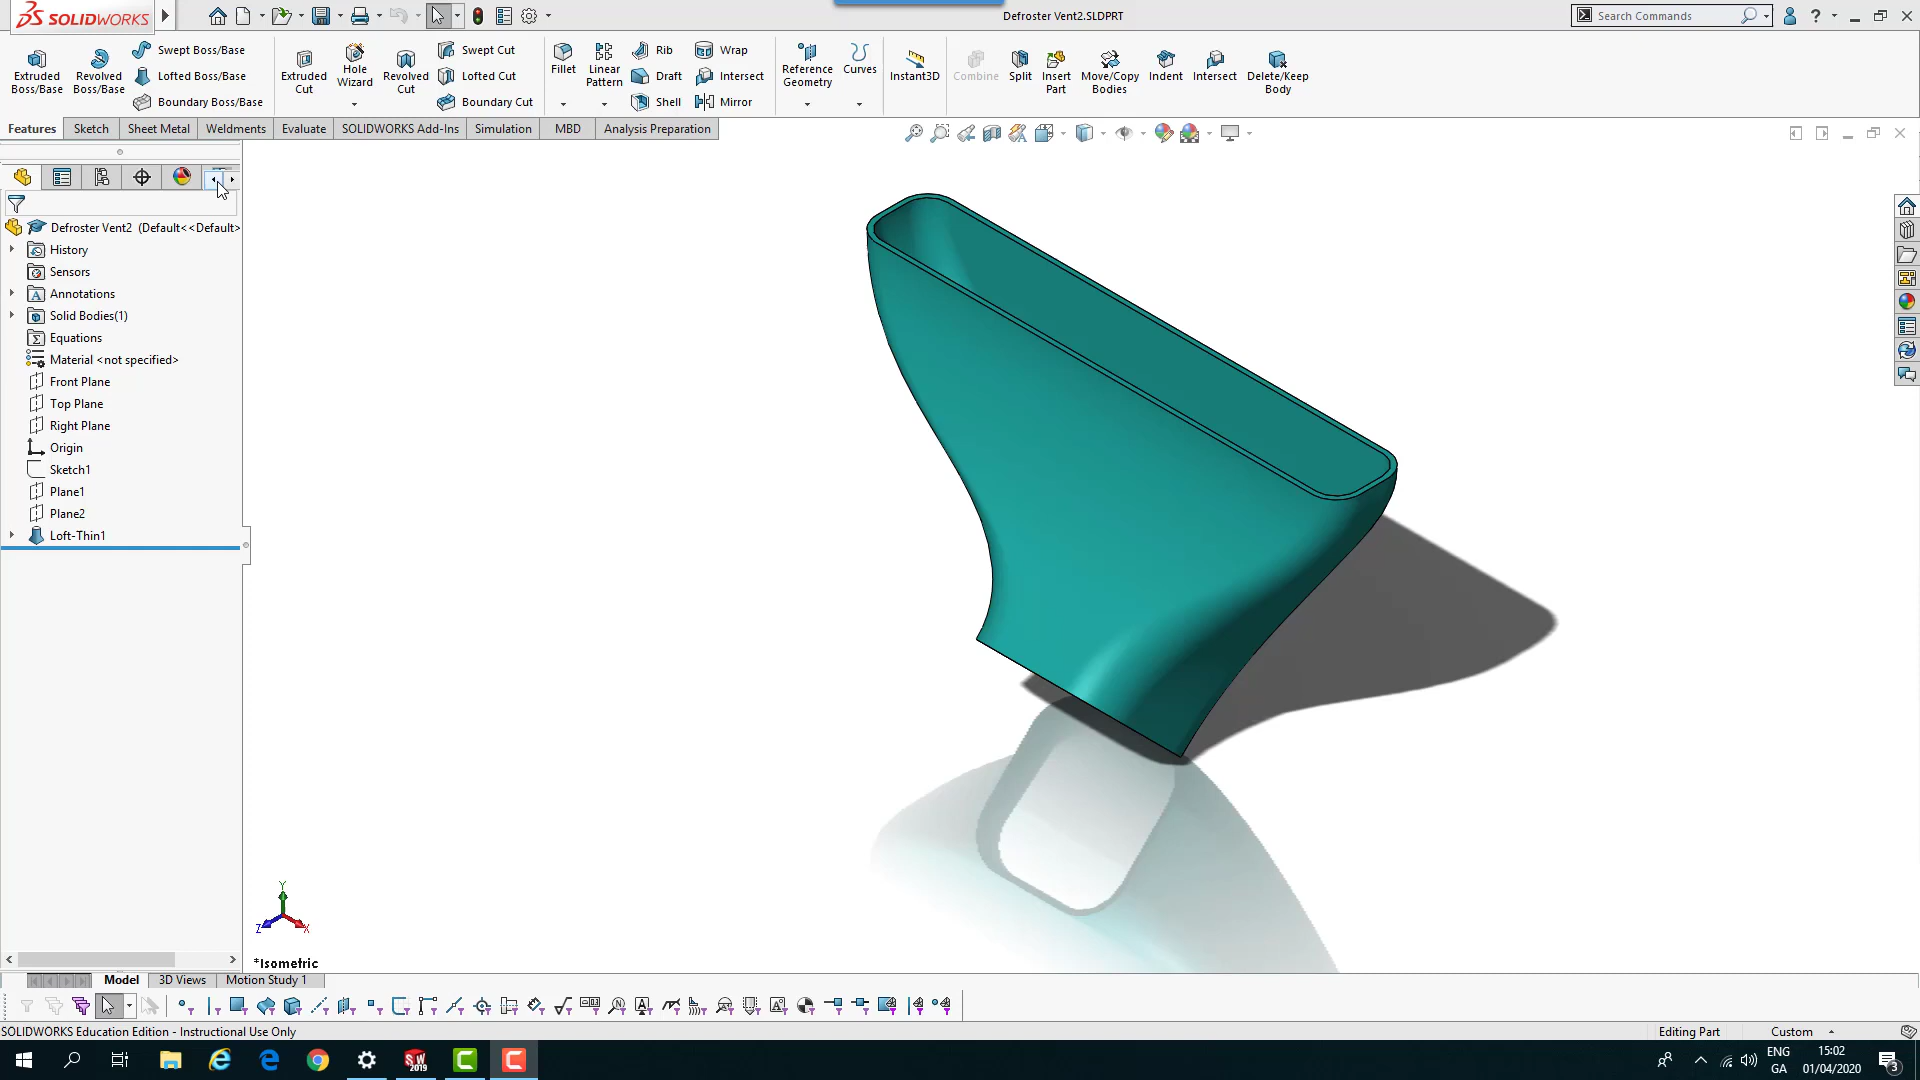 SOLIDWORKS
Defroster Vent2.SLDPRT
Search Commands
?
Extruded Boss/Base
Revolved Boss/Base
Swept Boss/Base
Lofted Boss/Base
Boundary Boss/Base
Extruded Cut
Hole Wizard
Revolved Cut
Swept Cut
Lofted Cut
Boundary Cut
Fillet
Linear Pattern
Rib
Draft
Shell
Wrap
Intersect
Mirror
Reference Geometry
Curves
Instant3D
Combine
Split
Insert Part
Move/Copy Bodies
Indent
Intersect
Delete/Keep Body
Features
Sketch
Sheet Metal
Weldments
Evaluate
SOLIDWORKS Add-Ins
Simulation
MBD
Analysis Preparation
Defroster Vent2 (Default<<Default>
History
Sensors
Annotations
Solid Bodies(1)
Equations
Material <not specified>
Front Plane
Top Plane
Right Plane
Origin
Sketch1
Plane1
Plane2
Loft-Thin1
Y
Z
X
*Isometric
Model
3D Views
Motion Study 1
SOLIDWORKS Education Edition - Instructional Use Only
Editing Part
Custom
SW
2019
ENG
GA
15:02
01/04/2020
3